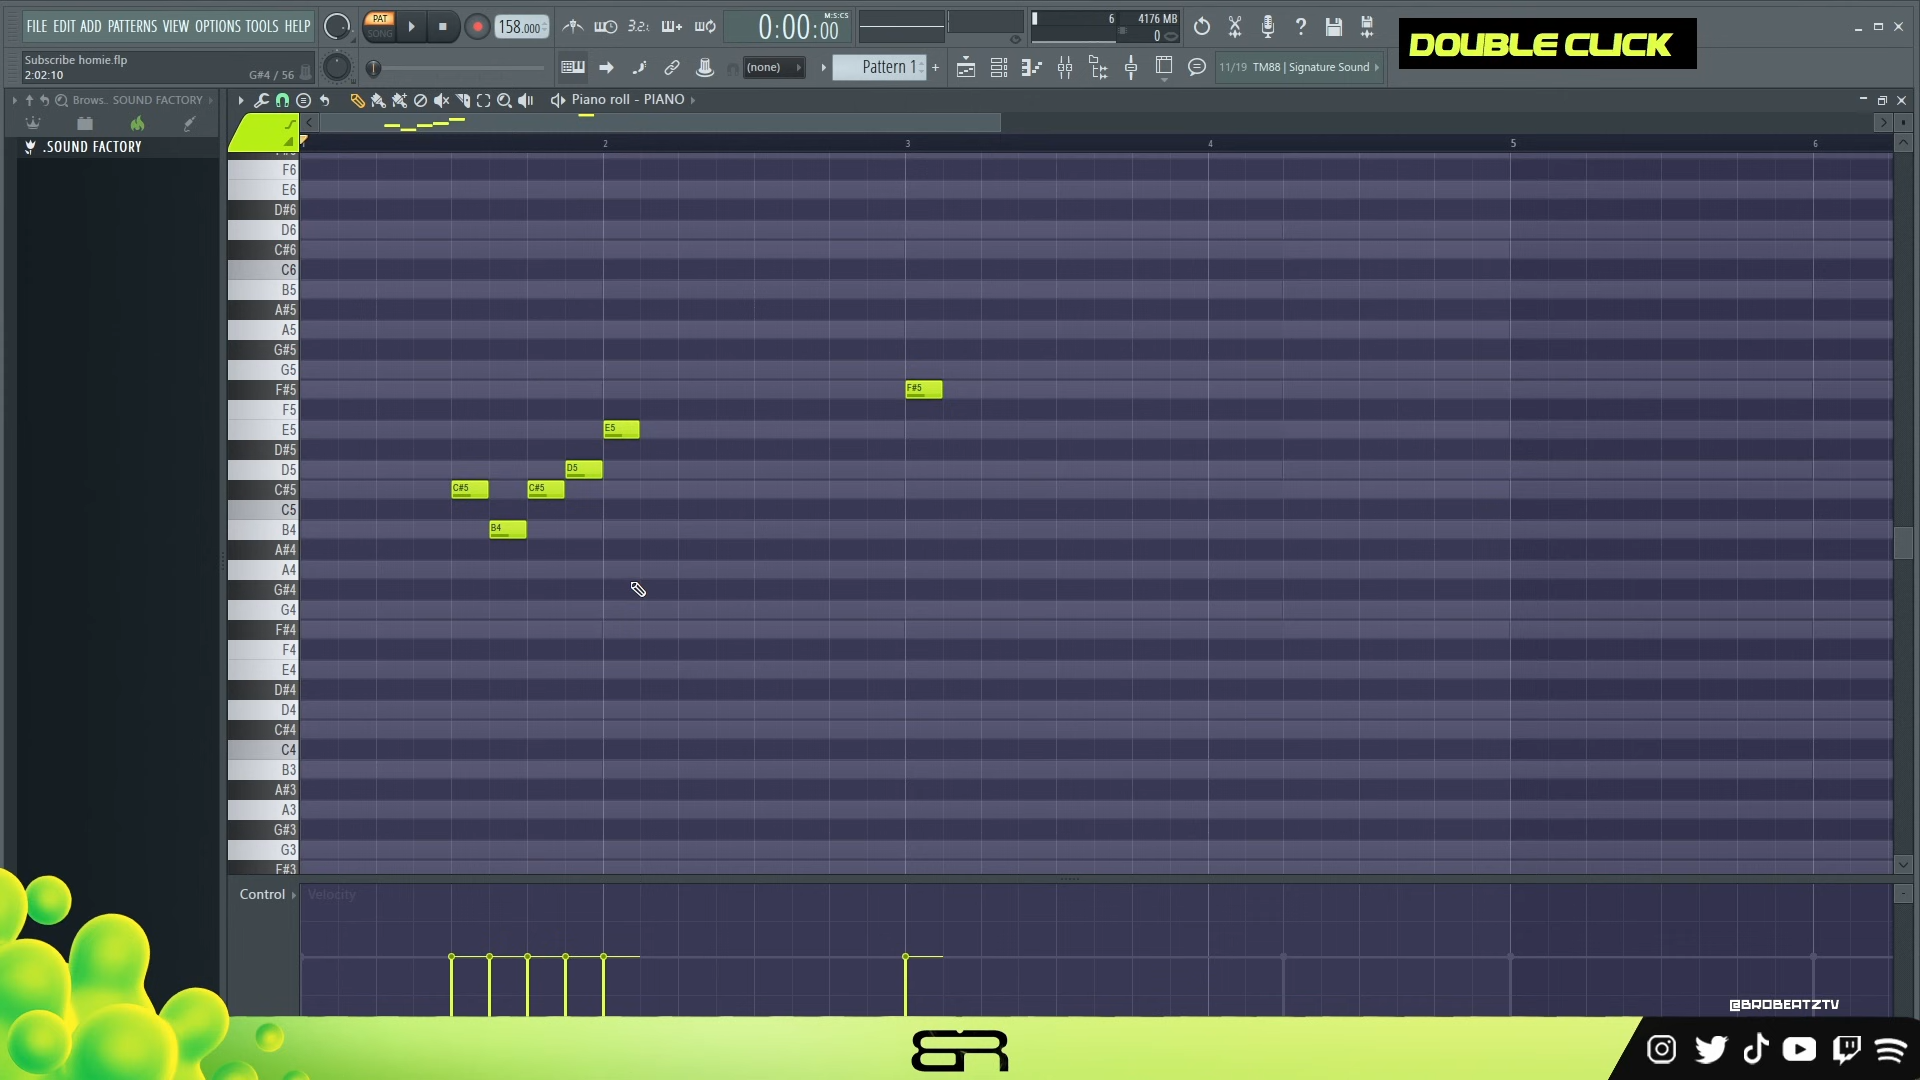 FILE EDIT ADD PATTERNS VIEW OPTIONS TOOLS HELP
PAT
SONG
158.000
3.2.
M:S:CS
0:00:00
6
4176 MB
0
DOUBLE CLICK
Subscribe homie.flp
2:02:10
G#4 / 56
(none)
Pattern 1
+
11/19 TM88 | Signature Sound
Brows.. SOUND FACTORY
Piano roll - PIANO
.SOUND FACTORY
2 3 4 5 6
F6
E6
D#6
D6
C#6
C6
B5
A#5
A5
G#5
G5
F#5
F#5
F5
E5
E5
D#5
D5
D5
C#5
C#5
C#5
C5
B4
B4
A#4
A4
G#4
G4
F#4
F4
E4
D#4
D4
C#4
C4
B3
A#3
A3
G#3
G3
F#3
Control
Velocity
@BROBEATZTV
BR